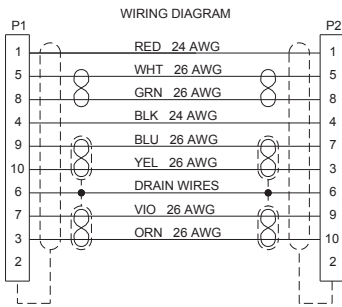 WIRING DIAGRAM
P1 P2
1 RED 24 AWG 1
5 WHT 26 AWG 5
8 GRN 26 AWG 8
4 BLK 24 AWG 4
9 BLU 26 AWG 7
10 YEL 26 AWG 3
6 DRAIN WIRES 6
7 VIO 26 AWG 9
3 ORN 26 AWG 10
2 2